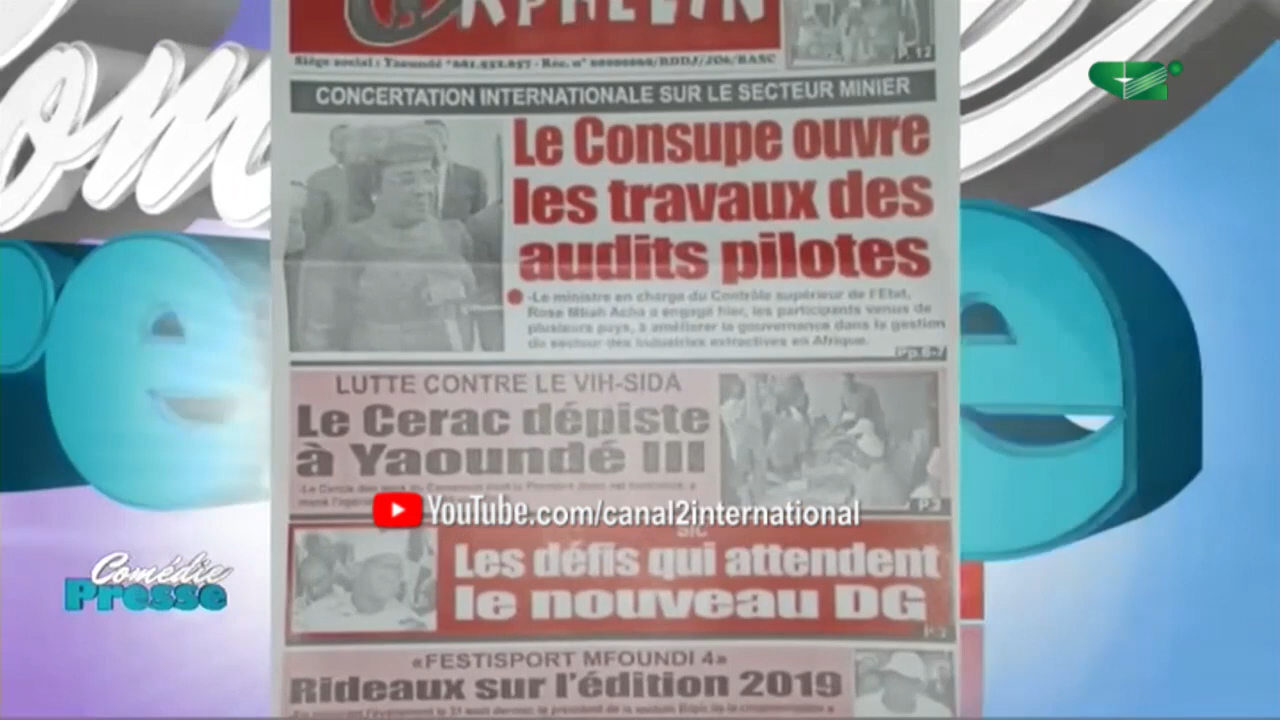 ORPHELIN
P. 12
CONCERTATION INTERNATIONALE SUR LE SECTEUR MINIER
Le Consupe ouvre
les travaux des
audits pilotes
-Le ministre en charge du Contrôle supérieur de l'Etat,
Rose Mbah Acha a engagé hier, les participants venus de
plusieurs pays, à améliorer la gouvernance dans la gestion
du secteur des industries extractives en Afrique.
Pp.6-7
LUTTE CONTRE LE VIH-SIDA
Le Cerac dépiste
à Yaoundé III
P3
YouTube.com/canal2international
SIC
Les défis qui attendent
le nouveau DG
P 3
«FESTISPORT MFOUNDI 4»
Rideaux sur l'édition 2019
Comédie
Presse